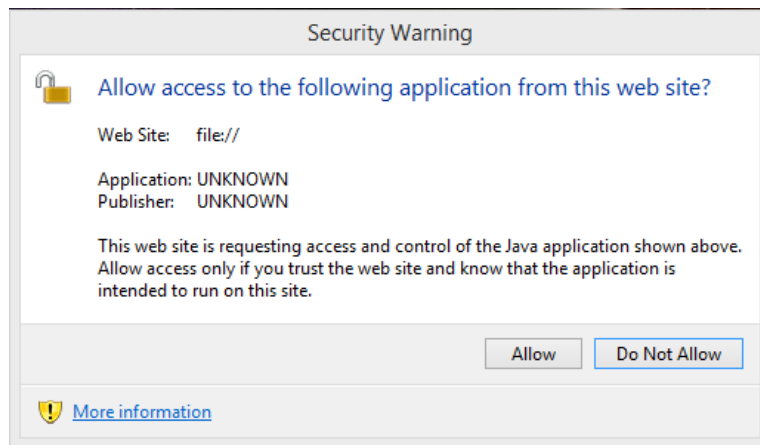 Security Warning
Allow access to the following application from this web site?
Web Site: file://
Application: UNKNOWN
Publisher: UNKNOWN
This web site is requesting access and control of the Java application shown above.
Allow access only if you trust the web site and know that the application is
intended to run on this site.
Allow Do Not Allow
More information